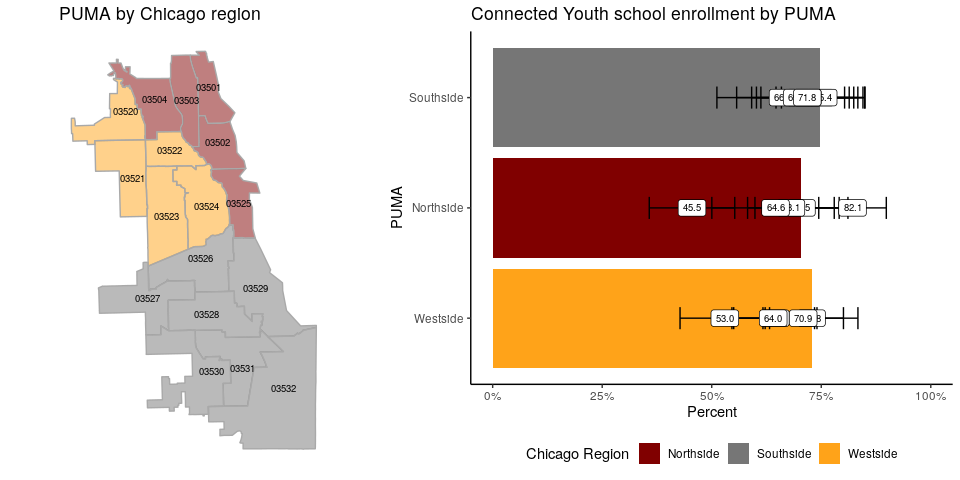 PUMA by Chicago region
03501
03504
03503
03520
03502
03522
03521
03525
03524
03523
03526
03529
03527
03528
03531
03530
03532
Connected Youth school enrollment by PUMA
PUMA
Southside
71.8
Northside
45.5
64.6
82.1
Westside
53.0
64.0
70.9
0%
25%
50%
75%
100%
Percent
Chicago Region
Northside
Southside
Westside